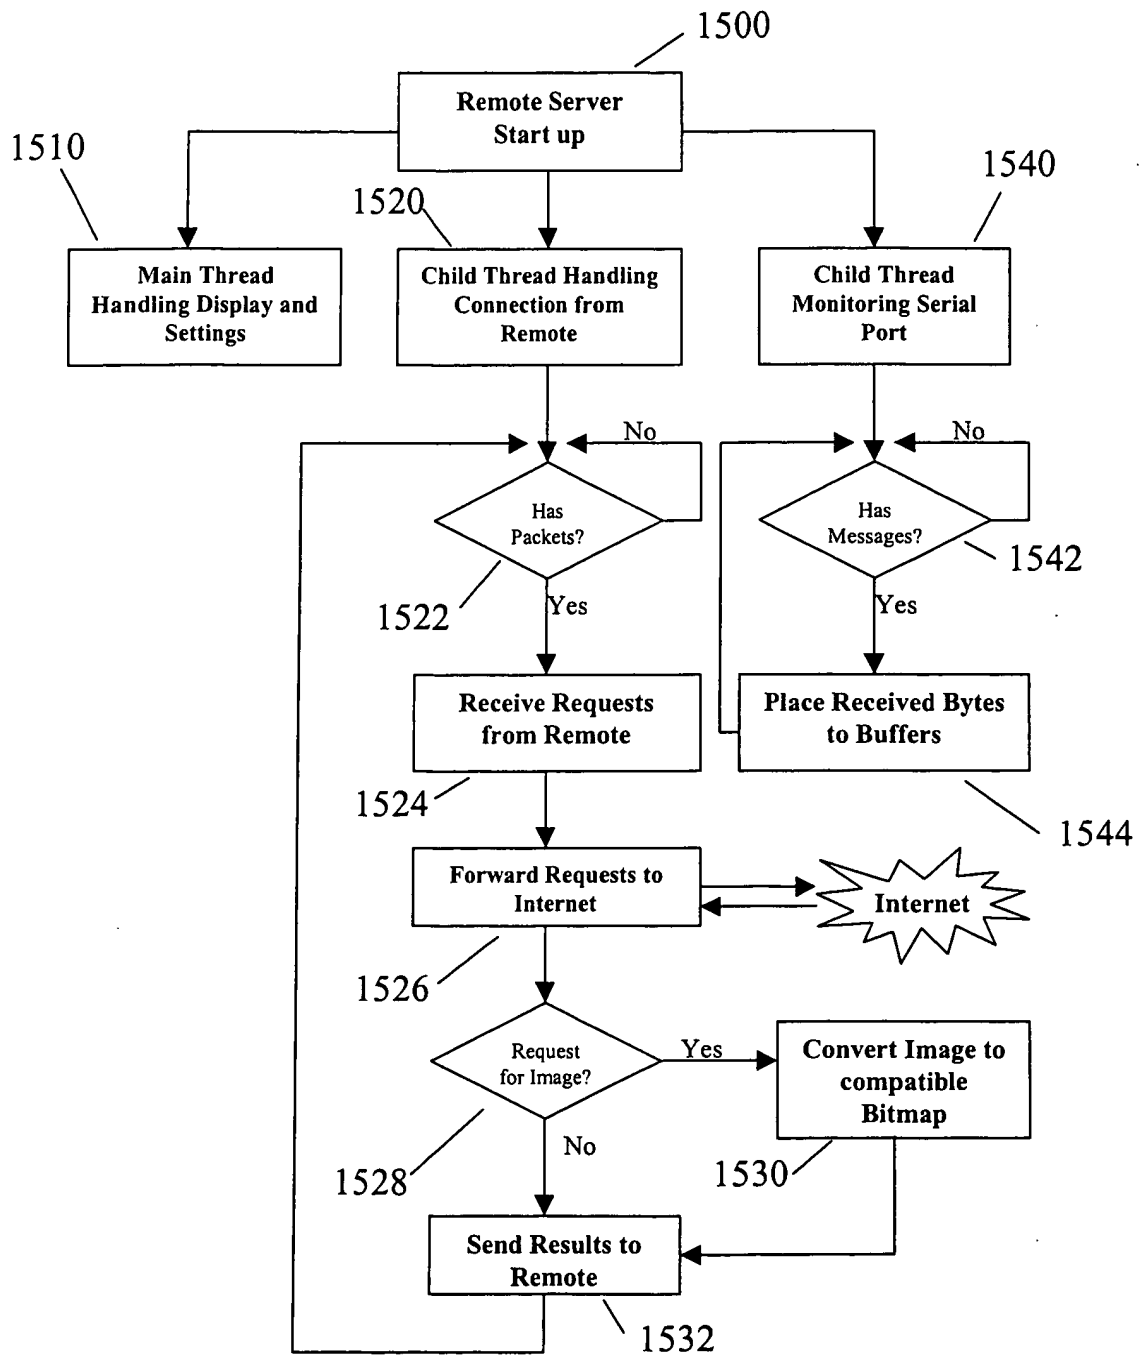 1500
Remote Server
Start up
1510
1520
1540
Main Thread
Handling Display and
Settings
Child Thread Handling
Connection from
Remote
Child Thread
Monitoring Serial
Port
No
No
Has
Packets?
Has
Messages?
1522
1542
Yes
Yes
Receive Requests
from Remote
Place Received Bytes
to Buffers
1524
1544
Forward Requests to
Internet
Internet
1526
Request
for Image?
Yes
Convert Image to
compatible
Bitmap
1528
No
1530
Send Results to
Remote
1532